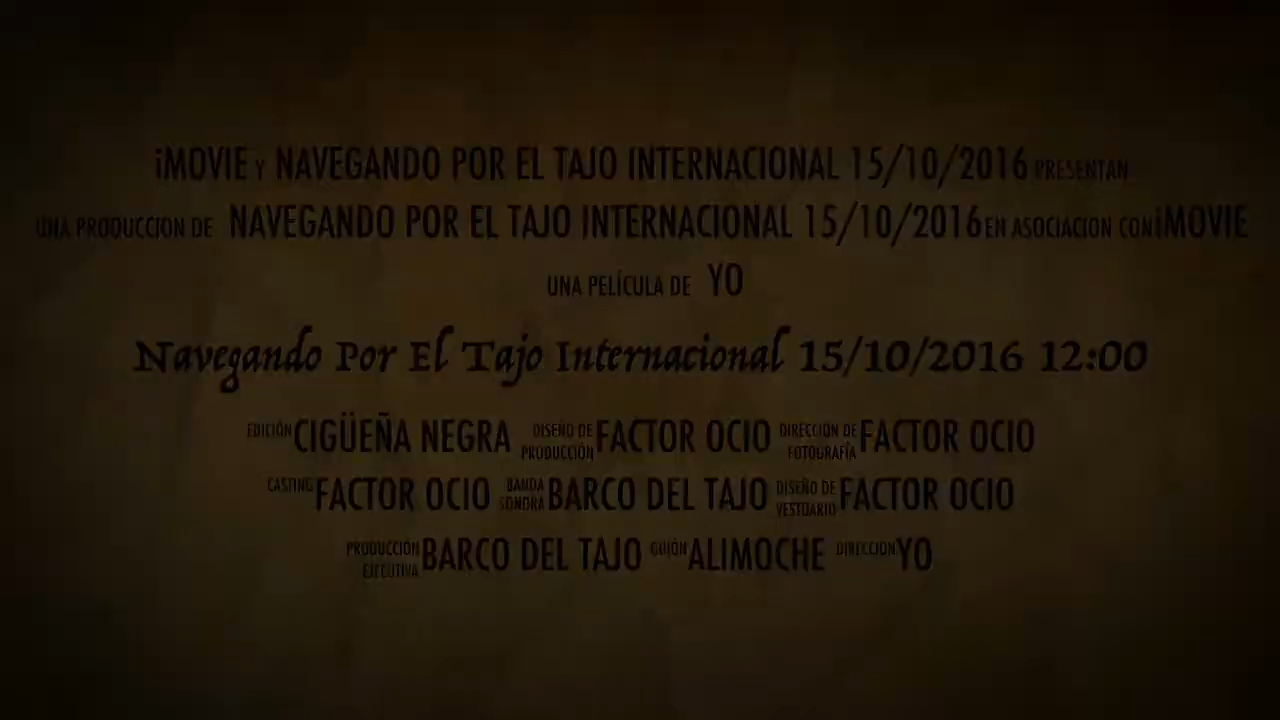 iMOVIE Y NAVEGANDO POR EL TAJO INTERNACIONAL 15/10/2016 PRESENTAN
UNA PRODUCCION DE NAVEGANDO POR EL TAJO INTERNACIONAL 15/10/2016 EN ASOCIACION CON iMOVIE
UNA PELÍCULA DE YO
Navegando Por El Tajo Internacional 15/10/2016 12:00
EDICIÓN CIGÜEÑA NEGRA DISEÑO DE PRODUCCIÓN FACTOR OCIO DIRECCIÓN DE FOTOGRAFÍA FACTOR OCIO
CASTING FACTOR OCIO BANDA SONORA BARCO DEL TAJO DISEÑO DE VESTUARIO FACTOR OCIO
PRODUCCIÓN EJECUTIVA BARCO DEL TAJO GUIÓN ALIMOCHE DIRECCION YO